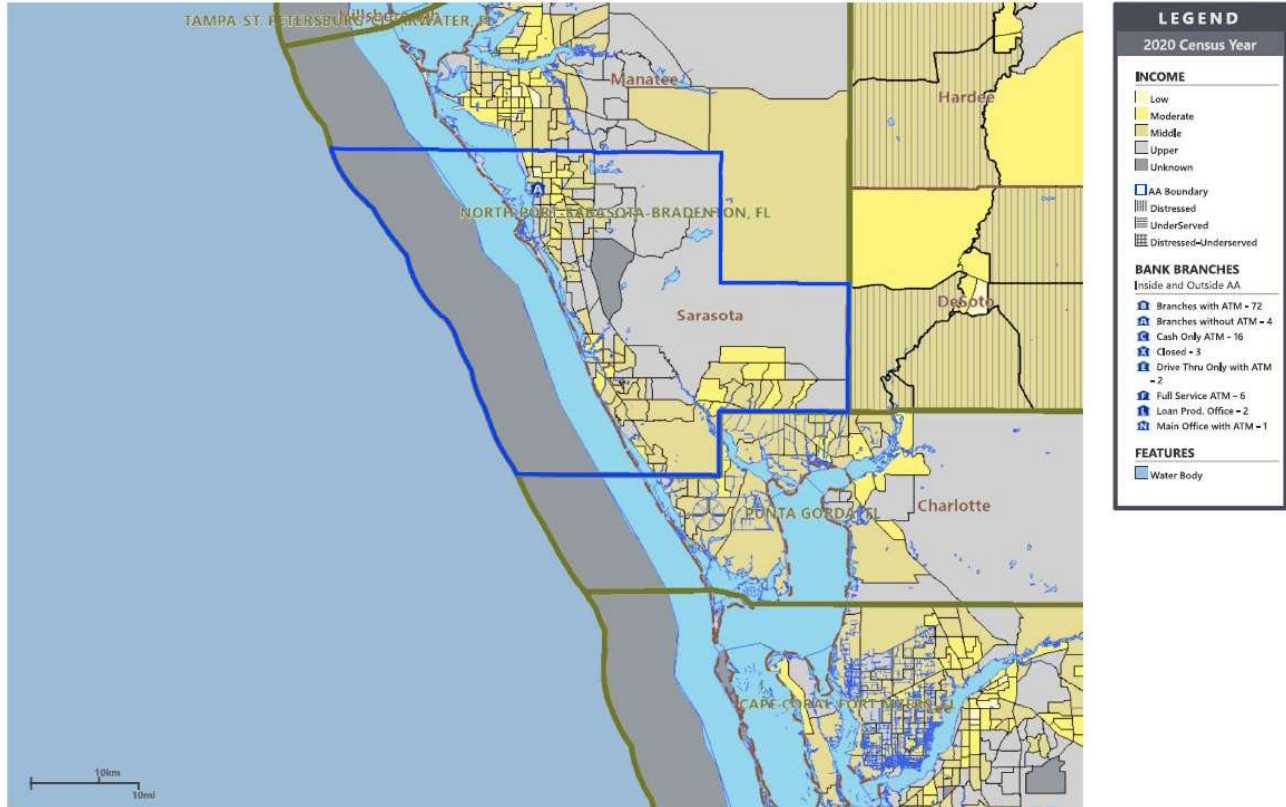 TAMPA-ST. PETERSBURG-CLEARWATER, FL
Hillsborough
Manatee
Hardee
NORTH PORT-SARASOTA-BRADENTON, FL
DeSoto
Sarasota
PUNTA GORDA, FL
Charlotte
CAPE CORAL-FORT MYERS, FL
Lee
10km
10mi
LEGEND
2020 Census Year
INCOME
Low
Moderate
Middle
Upper
Unknown
AA Boundary
Distressed
UnderServed
Distressed-Underserved
BANK BRANCHES
Inside and Outside AA
Branches with ATM - 72
A Branches without ATM - 4
C Cash Only ATM - 16
X Closed - 3
E Drive Thru Only with ATM
- 2
F Full Service ATM - 6
L Loan Prod. Office - 2
N Main Office with ATM - 1
FEATURES
Water Body
A